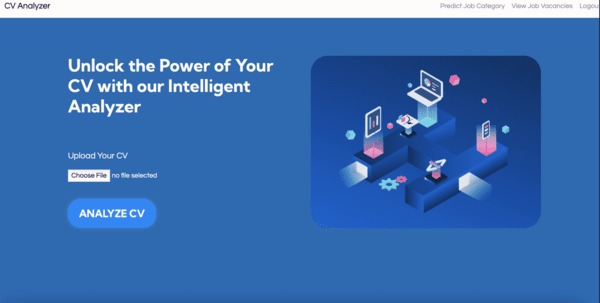 CV Analyzer
Predict Job Category View Job Vacancies Logout
Unlock the Power of Your
CV with our Intelligent
Analyzer
Upload Your CV
Choose File no file selected
ANALYZE CV